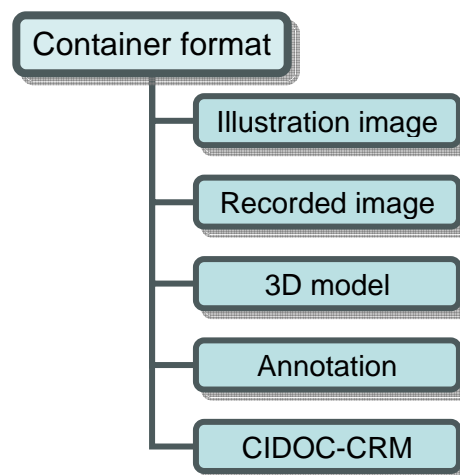 Container format
Illustration image
Recorded image
3D model
Annotation
CIDOC-CRM